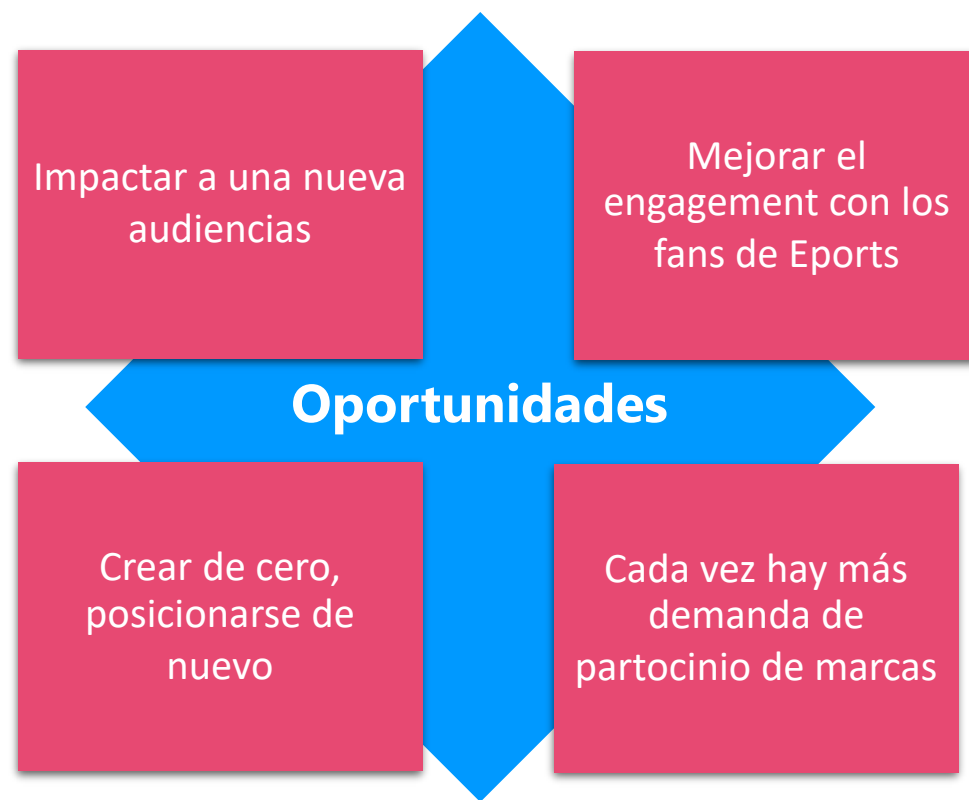 Impactar a una nueva
audiencias
Mejorar el
engagement con los
fans de Eports
Oportunidades
Crear de cero,
posicionarse de
nuevo
Cada vez hay más
demanda de
partocinio de marcas